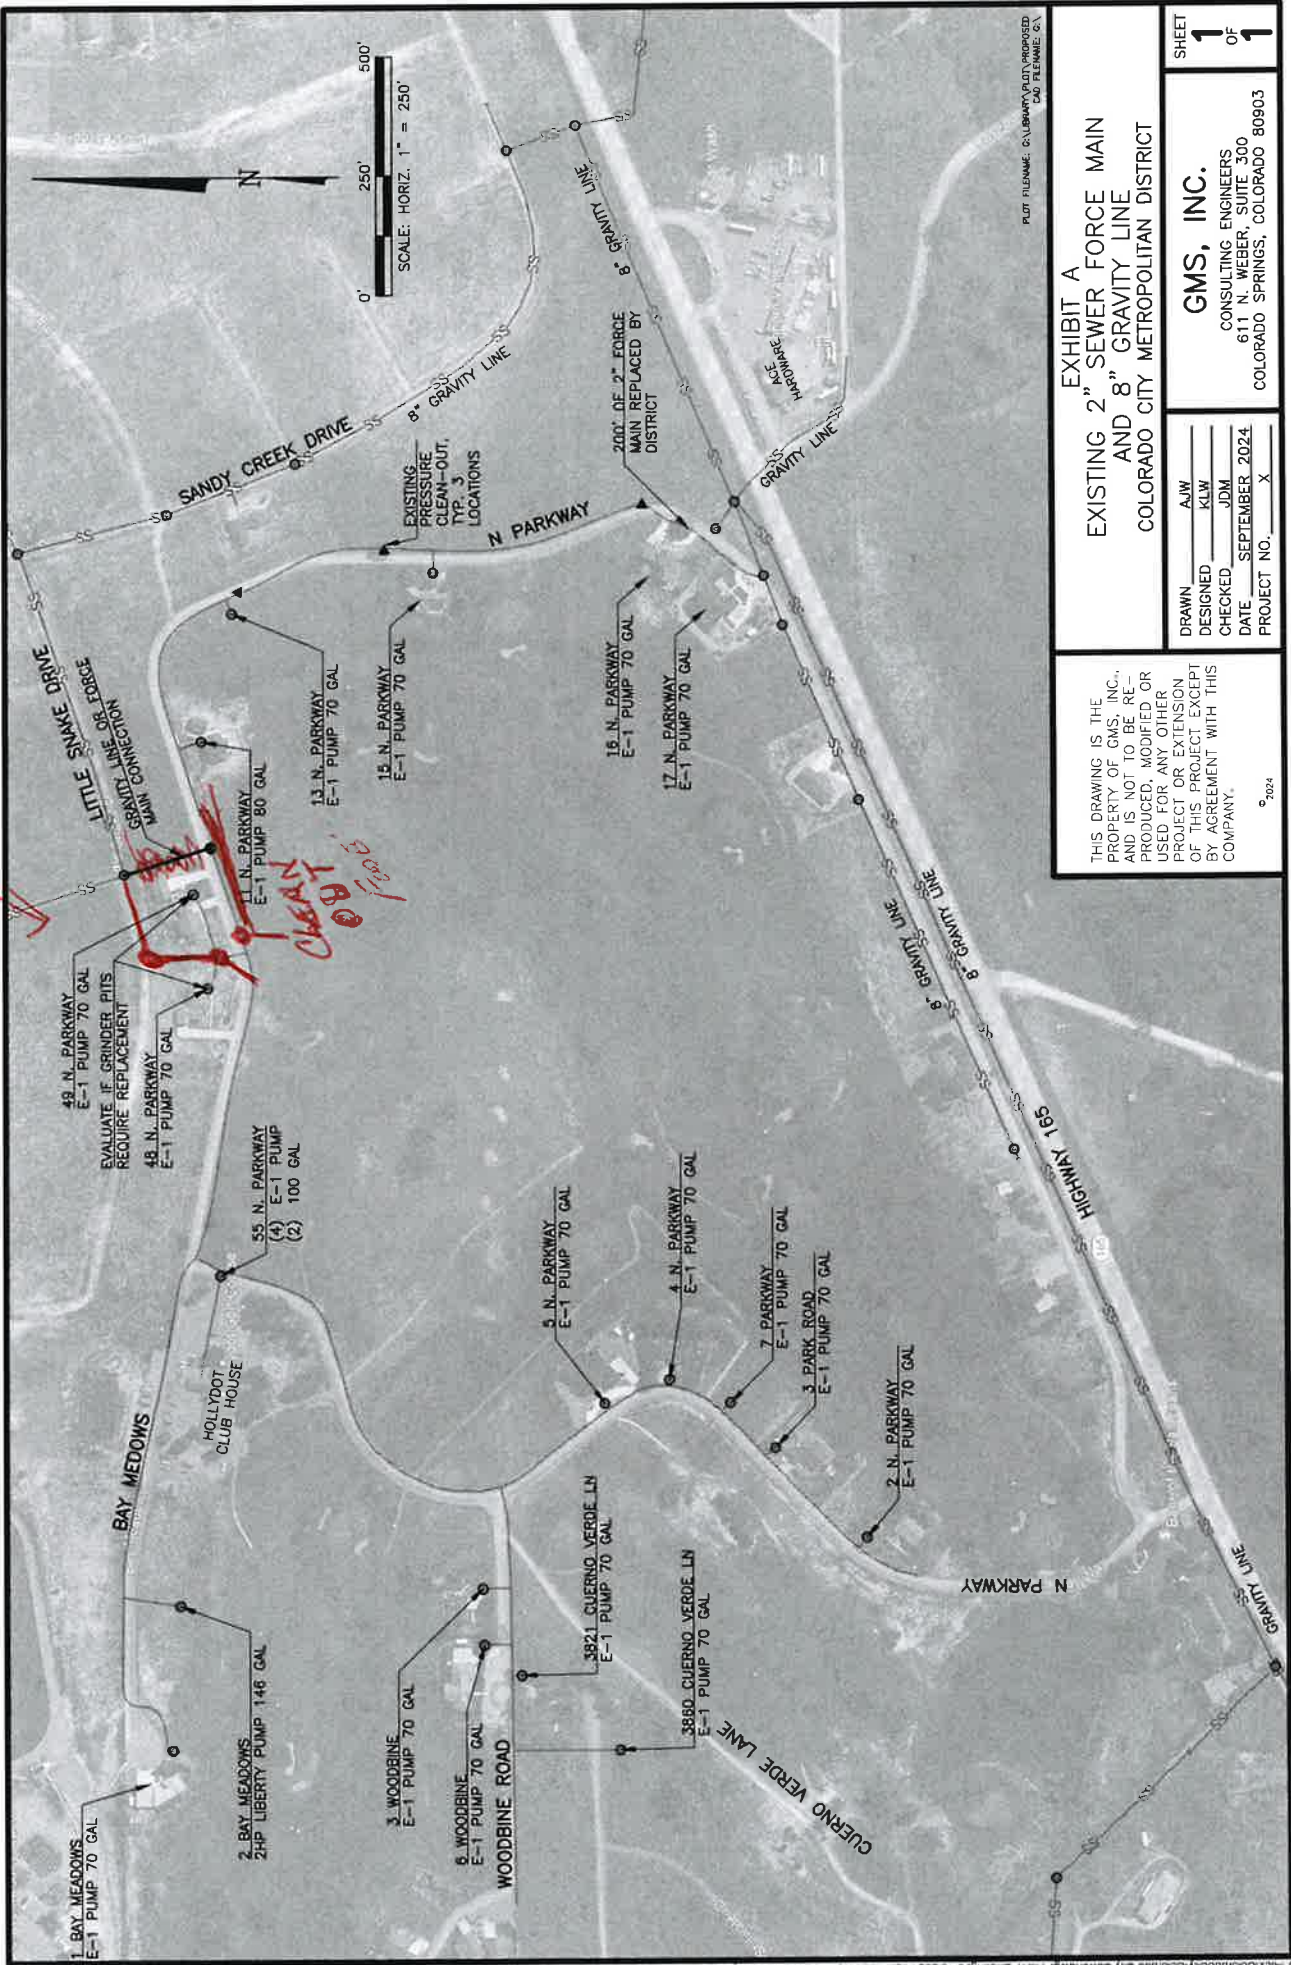 1 BAY MEADOWS
E-1 PUMP 70 GAL
2 BAY MEADOWS
2HP LIBERTY PUMP 146 GAL
BAY MEDOWS
HOLLYDOT
CLUB HOUSE
55 N. PARKWAY
(4) E-1 PUMP
(2) 100 GAL
49 N. PARKWAY
E-1 PUMP 70 GAL
EVALUATE IF GRINDER PITS
REQUIRE REPLACEMENT
48 N. PARKWAY
E-1 PUMP 70 GAL
LITTLE SNAKE DRIVE
GRAVITY LINE OR FORCE
MAIN CONNECTION
11 N. PARKWAY
E-1 PUMP 80 GAL
CLEAN
OUT
13 N. PARKWAY
E-1 PUMP 70 GAL
15 N. PARKWAY
E-1 PUMP 70 GAL
SANDY CREEK DRIVE
8" GRAVITY LINE
EXISTING
PRESSURE
CLEAN-OUT,
TYP. 3
LOCATIONS
N PARKWAY
N
0' 250' 500'
SCALE: HORIZ. 1" = 250'
3 WOODBINE
E-1 PUMP 70 GAL
6 WOODBINE
E-1 PUMP 70 GAL
WOODBINE ROAD
3821 CUERNO VERDE LN
E-1 PUMP 70 GAL
3860 CUERNO VERDE LN
E-1 PUMP 70 GAL
CUERNO VERDE LANE
5 N. PARKWAY
E-1 PUMP 70 GAL
4 N. PARKWAY
E-1 PUMP 70 GAL
7 PARKWAY
E-1 PUMP 70 GAL
3 PARK ROAD
E-1 PUMP 70 GAL
2 N. PARKWAY
E-1 PUMP 70 GAL
N PARKWAY
16 N. PARKWAY
E-1 PUMP 70 GAL
17 N. PARKWAY
E-1 PUMP 70 GAL
200' OF 2" FORCE
MAIN REPLACED BY
DISTRICT
8" GRAVITY LINE
ACE
HARDWARE
GRAVITY LINE
8" GRAVITY LINE
8" GRAVITY LINE
HIGHWAY 165
165
GRAVITY LINE
PLOT FILENAME: G:\LIBRARY\PLOT\PROPOSED
CAD FILENAME: G:\
THIS DRAWING IS THE
PROPERTY OF GMS, INC.,
AND IS NOT TO BE RE-
PRODUCED, MODIFIED OR
USED FOR ANY OTHER
PROJECT OR EXTENSION
OF THIS PROJECT EXCEPT
BY AGREEMENT WITH THIS
COMPANY.
© 2024
EXHIBIT A
EXISTING 2" SEWER FORCE MAIN
AND 8" GRAVITY LINE
COLORADO CITY METROPOLITAN DISTRICT
DRAWN AJW
DESIGNED KLW
CHECKED JDM
DATE SEPTEMBER 2024
PROJECT NO. X
GMS, INC.
CONSULTING ENGINEERS
611 N. WEBER, SUITE 300
COLORADO SPRINGS, COLORADO 80903
SHEET
1
OF
1